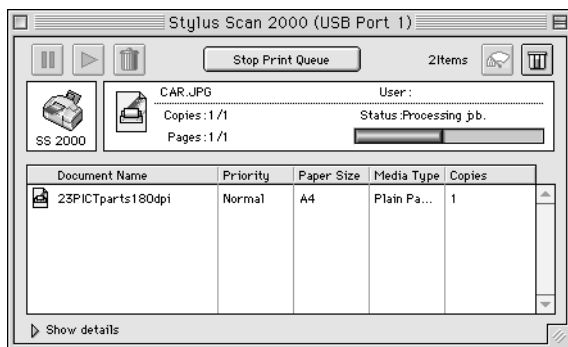 Stylus Scan 2000 (USB Port 1)
Stop Print Queue 2Items
CAR.JPG User :
Copies :1 /1 Status :Processing job.
Pages :1 /1
SS 2000
Document Name Priority Paper Size Media Type Copies
23PICTparts180dpi Normal A4 Plain Pa... 1
Show details